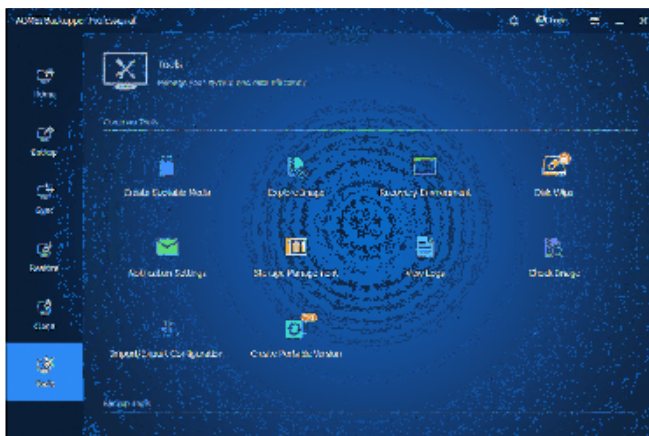 AOMEI Backupper Professional
Home
Backup
Sync
Restore
Clone
Tools
Tools
Manage your system and data efficiently
Common Tools
Create Bootable Media
Explore Image
Recovery Environment
Disk Wipe
Notification Settings
Storage Management
View Logs
Check Image
Import/Export Configuration
Create Portable Version